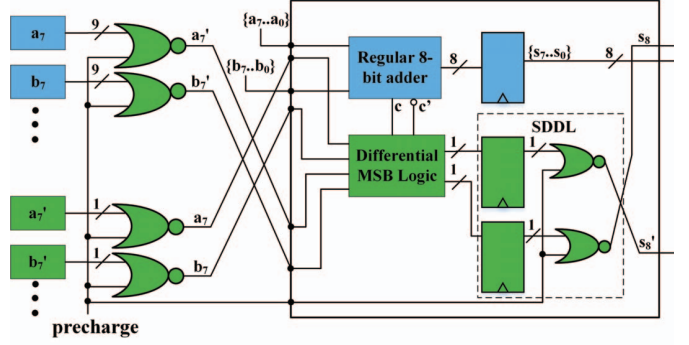 a₇
9
a₇'
{a₇..a₀}
Regular 8-
bit adder
8
{s₇..s₀}
8
s₈
b₇
9
b₇'
{b₇..b₀}
c
c'
SDDL
Differential
MSB Logic
1
1
1
1
a₇'
1
a₇
b₇'
1
b₇
s₈'
precharge